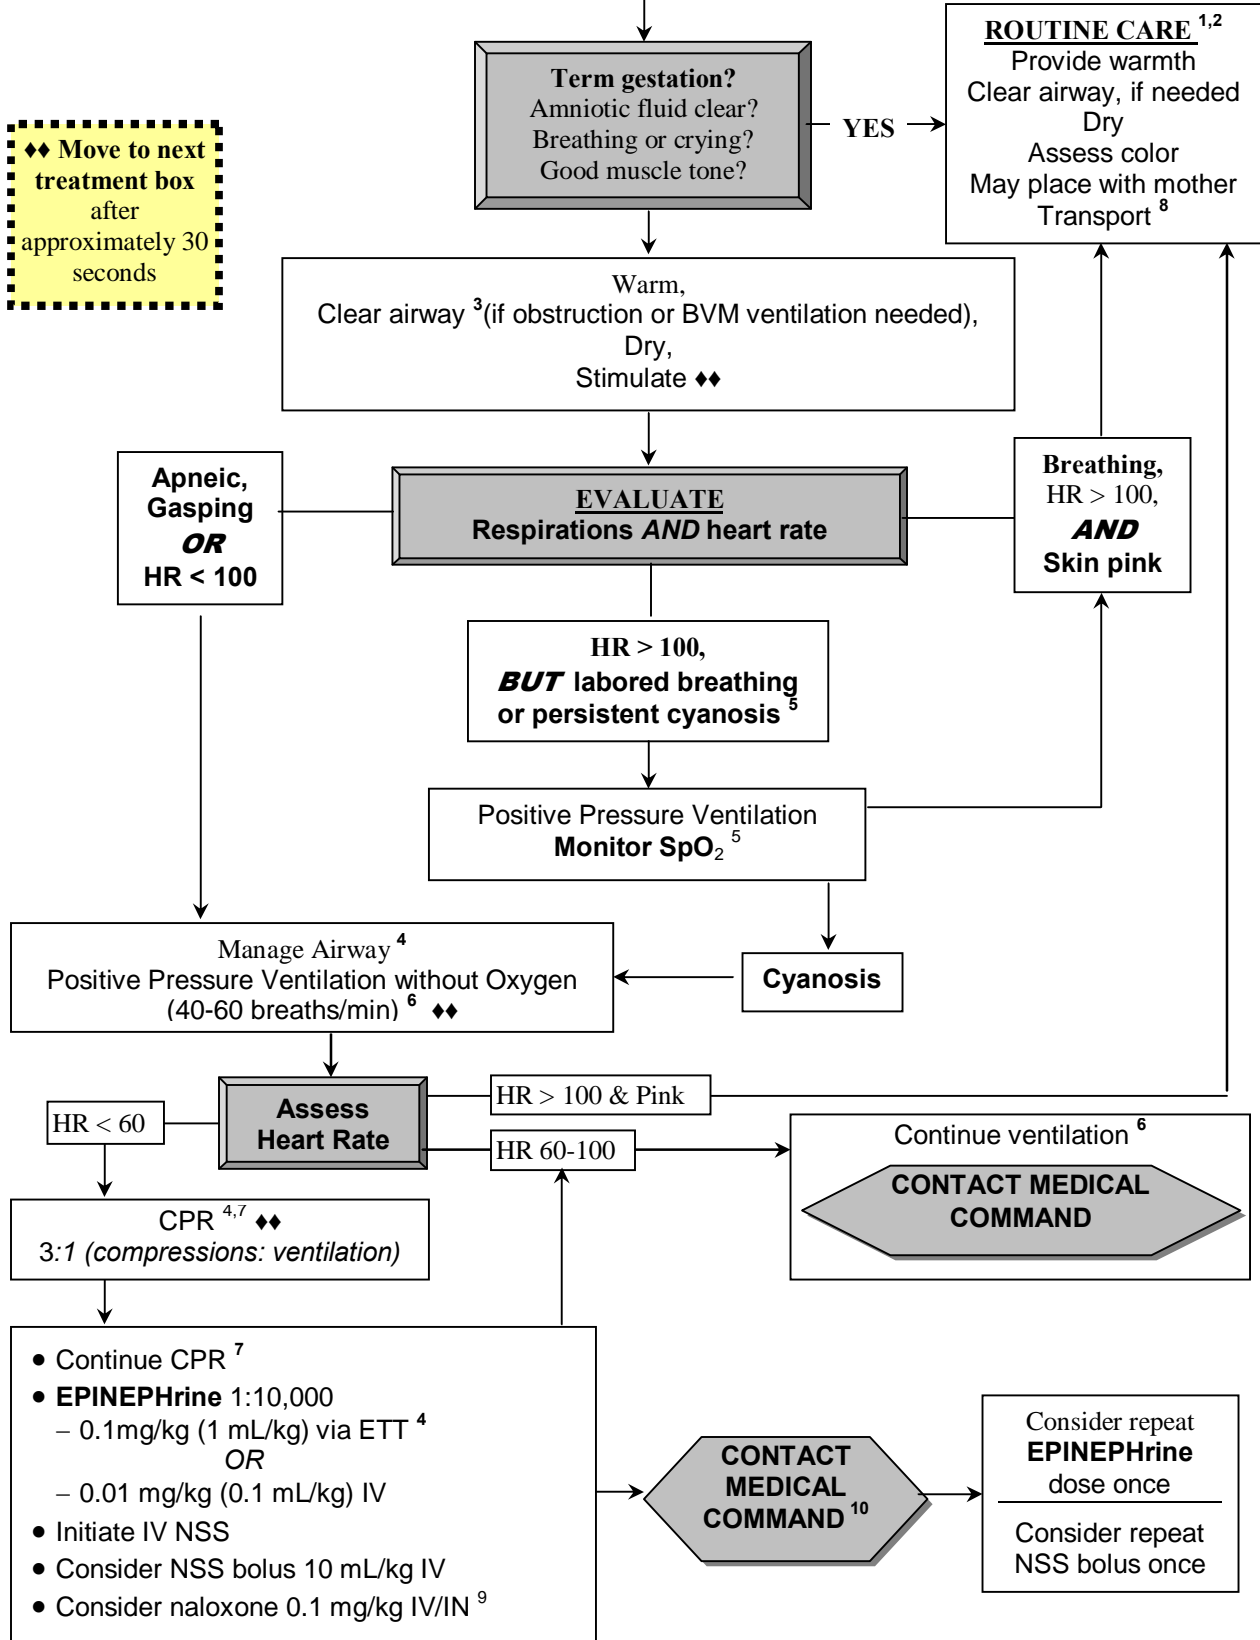 Term gestation?
Amniotic fluid clear?
Breathing or crying?
Good muscle tone?
YES
ROUTINE CARE 1,2
Provide warmth
Clear airway, if needed
Dry
Assess color
May place with mother
Transport 8
♦♦ Move to next
treatment box
after
approximately 30
seconds
Warm,
Clear airway 3(if obstruction or BVM ventilation needed),
Dry,
Stimulate ♦♦
Apneic,
Gasping
OR
HR < 100
EVALUATE
Respirations AND heart rate
Breathing,
HR > 100,
AND
Skin pink
HR > 100,
BUT labored breathing
or persistent cyanosis 5
Positive Pressure Ventilation
Monitor SpO2 5
Cyanosis
Manage Airway 4
Positive Pressure Ventilation without Oxygen
(40-60 breaths/min) 6 ♦♦
Assess
Heart Rate
HR > 100 & Pink
HR < 60
HR 60-100
Continue ventilation 6
CONTACT MEDICAL
COMMAND
CPR 4,7 ♦♦
3:1 (compressions: ventilation)
• Continue CPR 7
• EPINEPHrine 1:10,000
– 0.1mg/kg (1 mL/kg) via ETT 4
OR
– 0.01 mg/kg (0.1 mL/kg) IV
• Initiate IV NSS
• Consider NSS bolus 10 mL/kg IV
• Consider naloxone 0.1 mg/kg IV/IN 9
CONTACT
MEDICAL
COMMAND 10
Consider repeat
EPINEPHrine
dose once
Consider repeat
NSS bolus once